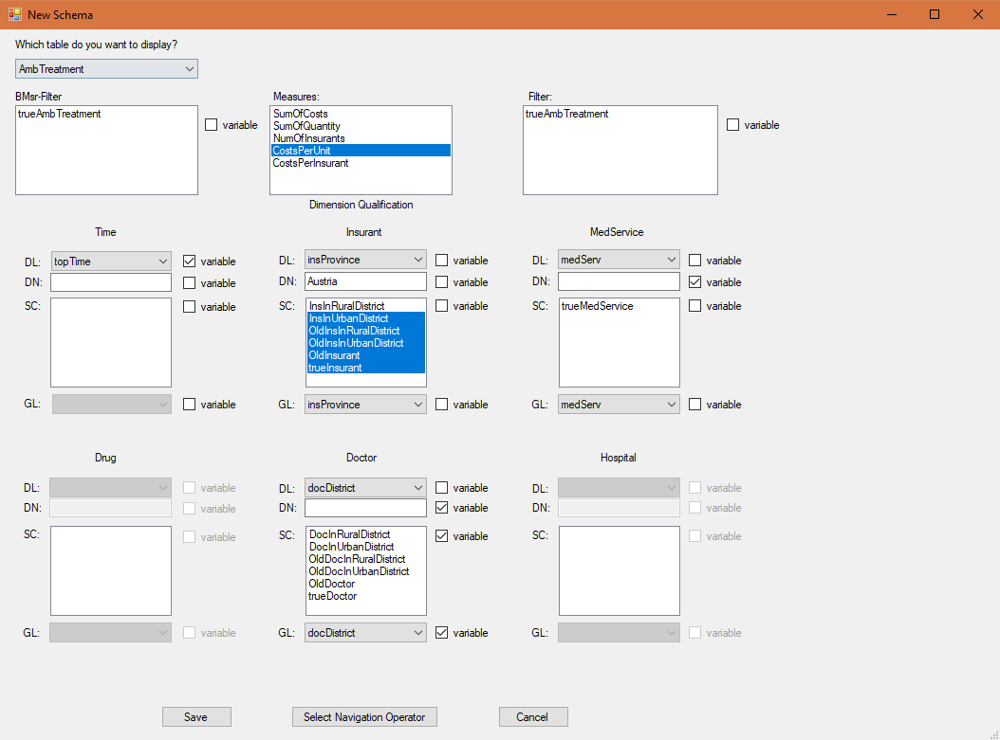 New Schema
Which table do you want to display?
AmbTreatment
BMsr-Filter
Measures:
Filter:
trueAmbTreatment
variable
SumOfCosts
SumOfQuantity
NumOfInsurants
CostsPerUnit
CostsPerInsurant
trueAmbTreatment
variable
Dimension Qualification
Time
Insurant
MedService
DL: topTime variable
DL: insProvince variable
DL: medServ variable
DN: variable
DN: Austria variable
DN: variable
SC: variable
SC: InsInRuralDistrict variable
InsInUrbanDistrict
OldInsInRuralDistrict
OldInsInUrbanDistrict
OldInsurant
trueInsurant
SC: trueMedService variable
GL: variable
GL: insProvince variable
GL: medServ variable
Drug
Doctor
Hospital
DL: variable
DL: docDistrict variable
DL: variable
DN: variable
DN: variable
DN: variable
SC: variable
SC: DocInRuralDistrict variable
DocInUrbanDistrict
OldDocInRuralDistrict
OldDocInUrbanDistrict
OldDoctor
trueDoctor
SC: variable
GL: variable
GL: docDistrict variable
GL: variable
Save
Select Navigation Operator
Cancel